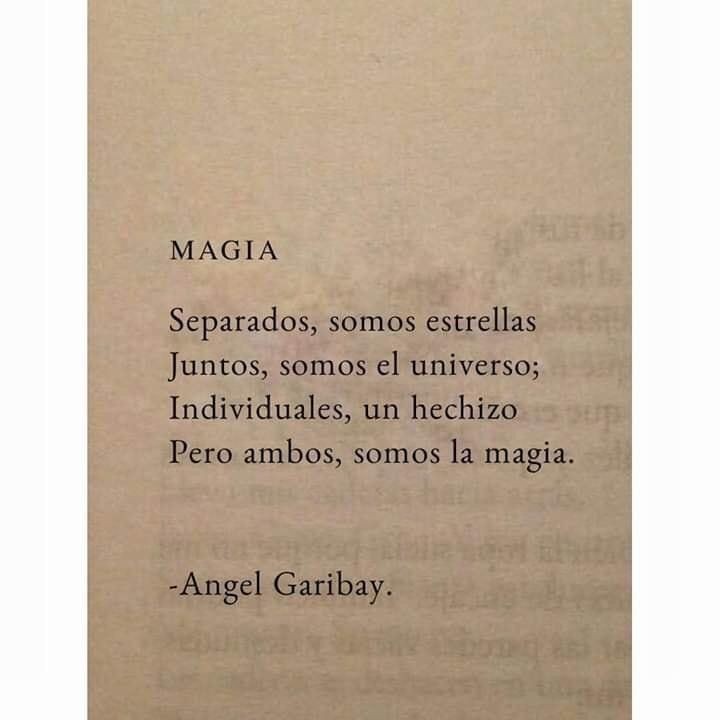 MAGIA
Separados, somos estrellas
Juntos, somos el universo;
Individuales, un hechizo
Pero ambos, somos la magia.
-Angel Garibay.